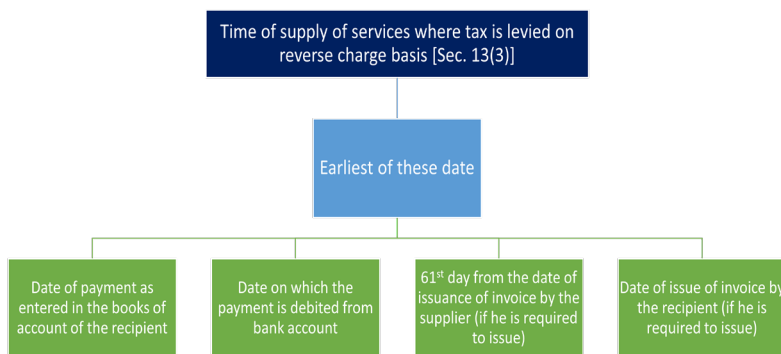 Time of supply of services where tax is levied on
reverse charge basis [Sec. 13(3)]
Earliest of these date
Date of payment as
entered in the books of
account of the recipient
Date on which the
payment is debited from
bank account
61st day from the date of
issuance of invoice by the
supplier (if he is required
to issue)
Date of issue of invoice by
the recipient (if he is
required to issue)